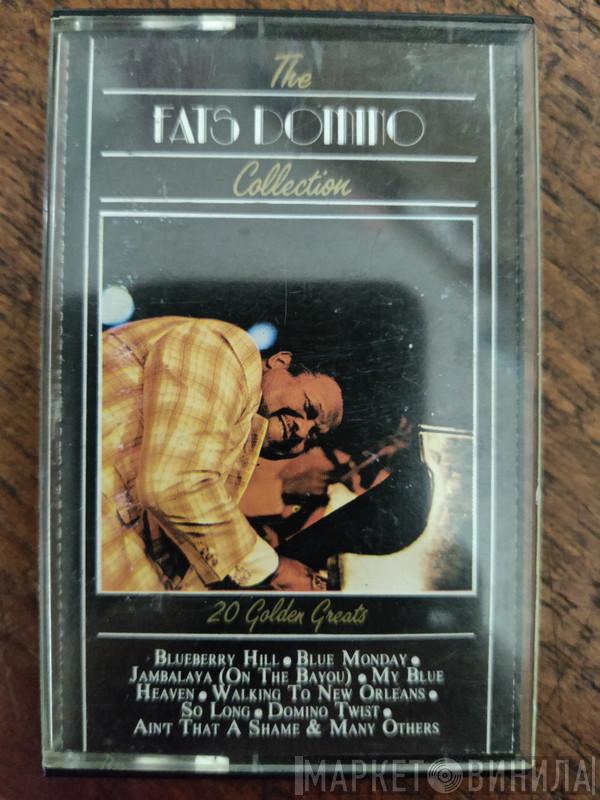 The
FATS DOMINO
Collection
20 Golden Greats
BLUEBERRY HILL • BLUE MONDAY •
JAMBALAYA (ON THE BAYOU) • MY BLUE
HEAVEN • WALKING TO NEW ORLEANS •
SO LONG • DOMINO TWIST •
AIN'T THAT A SHAME & MANY OTHERS
МАРКЕТ ВИНИЛА